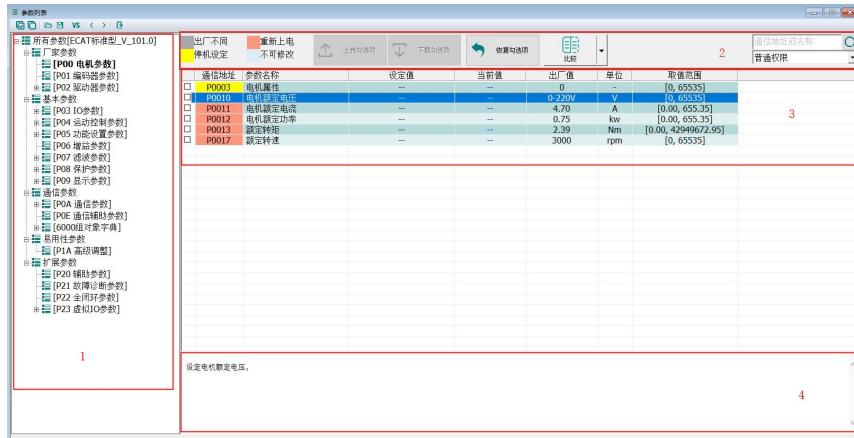 参数列表
VS < >
所有参数[ECAT标准型_V_101.0]
厂家参数
[P00 电机参数]
[P01 编码器参数]
[P02 驱动器参数]
基本参数
[P03 IO参数]
[P04 运动控制参数]
[P05 功能设置参数]
[P06 增益参数]
[P07 滤波参数]
[P08 保护参数]
[P09 显示参数]
通信参数
[P0A 通信参数]
[P0E 通信辅助参数]
[6000组对象字典]
易用性参数
[P1A 高级调整]
扩展参数
[P20 辅助参数]
[P21 故障诊断参数]
[P22 全闭环参数]
[P23 虚拟IO参数]
1
出厂不同 重新上电
停机设定 不可修改
上传勾选项 下载勾选项 恢复勾选项 比较
2
通信地址或名称
普通权限
通信地址 参数名称 设定值 当前值 出厂值 单位 取值范围
P0003 电机属性 -- -- 0 - [0, 65535]
P0010 电机额定电压 -- -- 0-220V V [0, 65535]
P0011 电机额定电流 -- -- 4.70 A [0.00, 655.35]
P0012 电机额定功率 -- -- 0.75 kw [0.00, 655.35]
P0013 额定转矩 -- -- 2.39 Nm [0.00, 42949672.95]
P0017 额定转速 -- -- 3000 rpm [0, 65535]
3
设定电机额定电压。
4